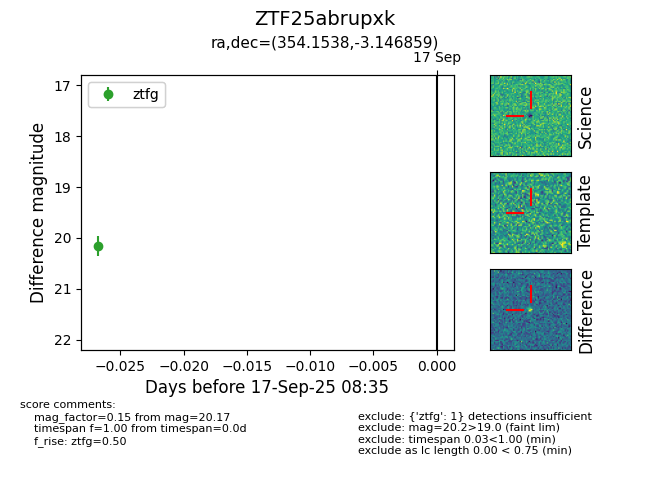 ZTF25abrupxk
ra,dec=(354.1538,-3.146859)
17 Sep
ztfg
17
18
19
20
21
22
Difference magnitude
−0.025
−0.020
−0.015
−0.010
−0.005
0.000
Days before 17-Sep-25 08:35
Science
Template
Difference
score comments:
mag_factor=0.15 from mag=20.17
timespan f=1.00 from timespan=0.0d
f_rise: ztfg=0.50
exclude: {'ztfg': 1} detections insufficient
exclude: mag=20.2>19.0 (faint lim)
exclude: timespan 0.03<1.00 (min)
exclude as lc length 0.00 < 0.75 (min)